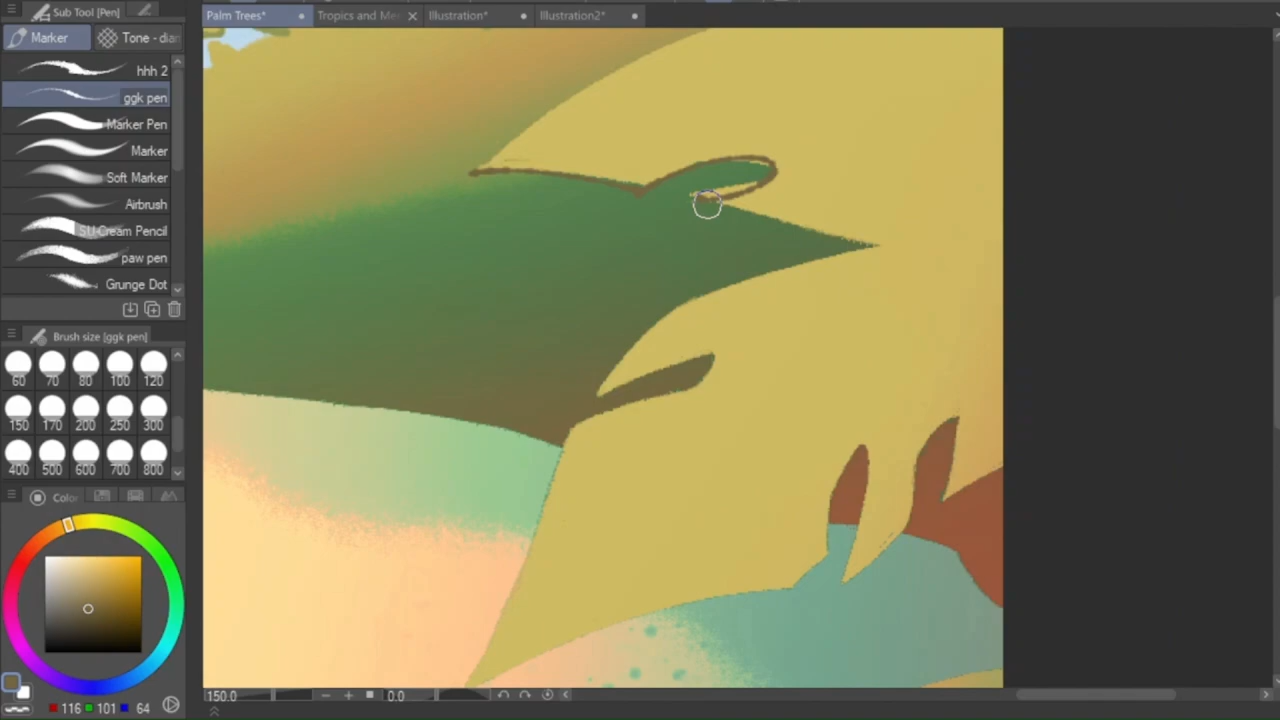 Sub Tool [Pen]
Palm Trees*
Tropics and Me
Illustration*
Illustration2*
Marker
Tone - dia
hhh 2
ggk pen
Marker Pen
Marker
Soft Marker
Airbrush
SU-Cream Pencil
paw pen
Grunge Dot
Brush size [ggk pen]
60 70 80 100 120
150 170 200 250 300
400 500 600 700 800
Color
150.0
0.0
116 101 64